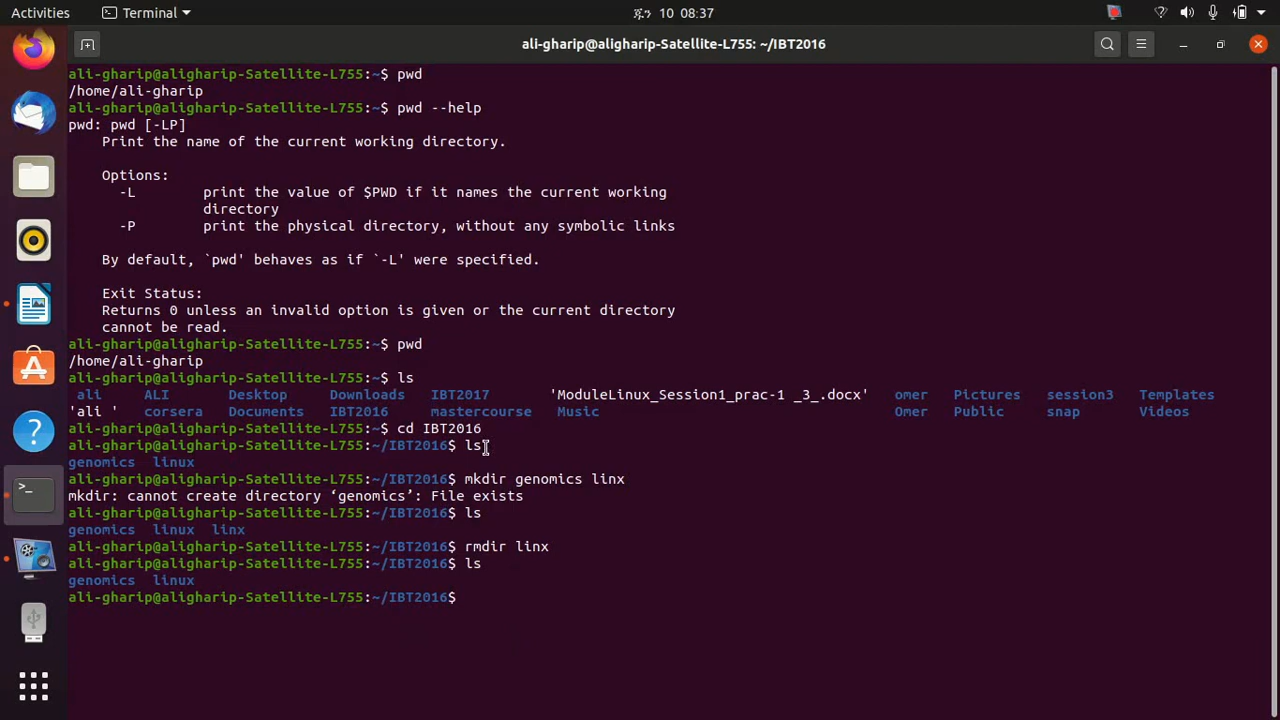 Activities Terminal ጁን 10 08:37
ali-gharip@aligharip-Satellite-L755: ~/IBT2016
ali-gharip@aligharip-Satellite-L755:~$ pwd
/home/ali-gharip
ali-gharip@aligharip-Satellite-L755:~$ pwd --help
pwd: pwd [-LP]
    Print the name of the current working directory.
    Options:
      -L        print the value of $PWD if it names the current working
                directory
      -P        print the physical directory, without any symbolic links
    By default, `pwd' behaves as if `-L' were specified.
    Exit Status:
    Returns 0 unless an invalid option is given or the current directory
    cannot be read.
ali-gharip@aligharip-Satellite-L755:~$ pwd
/home/ali-gharip
ali-gharip@aligharip-Satellite-L755:~$ ls
 ali     ALI       Desktop     Downloads   IBT2017        'ModuleLinux_Session1_prac-1 _3_.docx'   omer   Pictures   session3   Templates
'ali '   corsera   Documents   IBT2016     mastercourse    Music                                   Omer   Public     snap       Videos
ali-gharip@aligharip-Satellite-L755:~$ cd IBT2016
ali-gharip@aligharip-Satellite-L755:~/IBT2016$ ls
genomics  linux
ali-gharip@aligharip-Satellite-L755:~/IBT2016$ mkdir genomics linx
mkdir: cannot create directory ‘genomics’: File exists
ali-gharip@aligharip-Satellite-L755:~/IBT2016$ ls
genomics  linux  linx
ali-gharip@aligharip-Satellite-L755:~/IBT2016$ rmdir linx
ali-gharip@aligharip-Satellite-L755:~/IBT2016$ ls
genomics  linux
ali-gharip@aligharip-Satellite-L755:~/IBT2016$